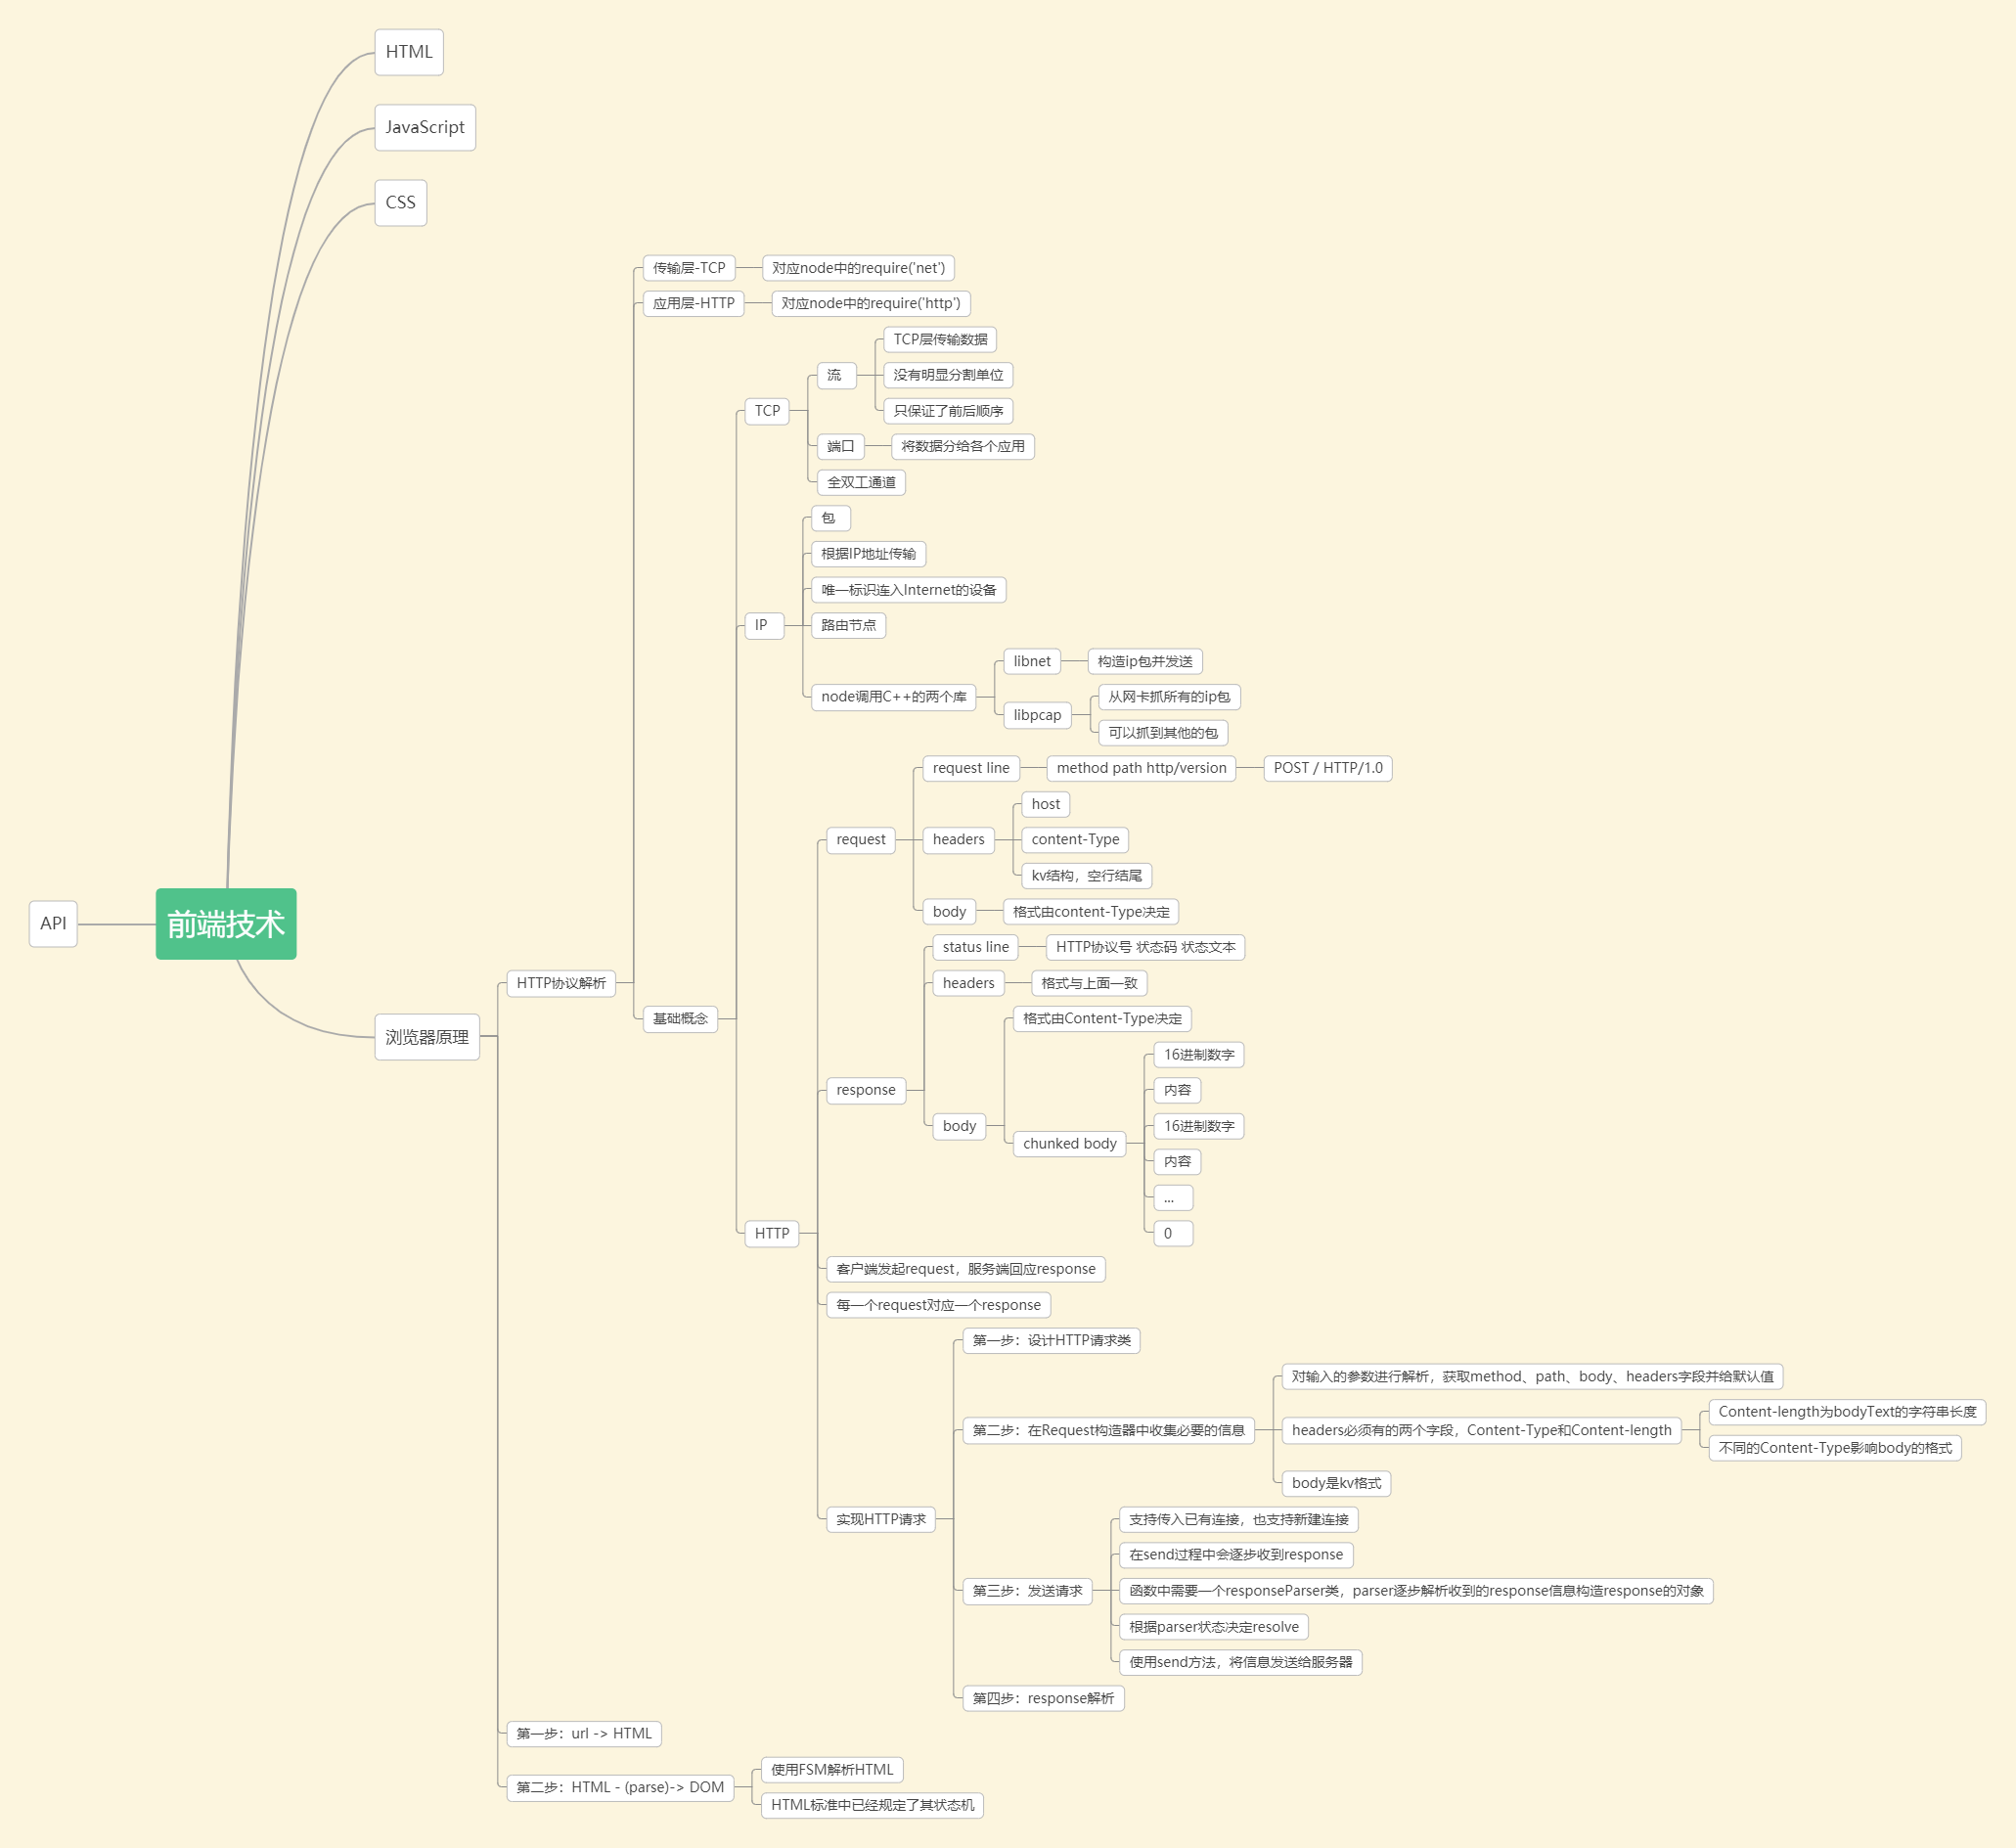 HTML
JavaScript
CSS
传输层-TCP
对应node中的require('net')
应用层-HTTP
对应node中的require('http')
TCP层传输数据
流
没有明显分割单位
TCP
只保证了前后顺序
端口
将数据分给各个应用
全双工通道
包
根据IP地址传输
唯一标识连入Internet的设备
IP
路由节点
libnet
构造ip包并发送
node调用C++的两个库
从网卡抓所有的ip包
libpcap
可以抓到其他的包
request line
method path http/version
POST / HTTP/1.0
host
request
headers
content-Type
kv结构，空行结尾
body
格式由content-Type决定
API
前端技术
status line
HTTP协议号 状态码 状态文本
HTTP协议解析
headers
格式与上面一致
基础概念
格式由Content-Type决定
浏览器原理
16进制数字
response
内容
body
16进制数字
chunked body
内容
...
HTTP
0
客户端发起request，服务端回应response
每一个request对应一个response
第一步：设计HTTP请求类
对输入的参数进行解析，获取method、path、body、headers字段并给默认值
Content-length为bodyText的字符串长度
第二步：在Request构造器中收集必要的信息
headers必须有的两个字段，Content-Type和Content-length
不同的Content-Type影响body的格式
body是kv格式
实现HTTP请求
支持传入已有连接，也支持新建连接
在send过程中会逐步收到response
第三步：发送请求
函数中需要一个responseParser类，parser逐步解析收到的response信息构造response的对象
根据parser状态决定resolve
使用send方法，将信息发送给服务器
第四步：response解析
第一步：url -> HTML
使用FSM解析HTML
第二步：HTML - (parse)-> DOM
HTML标准中已经规定了其状态机